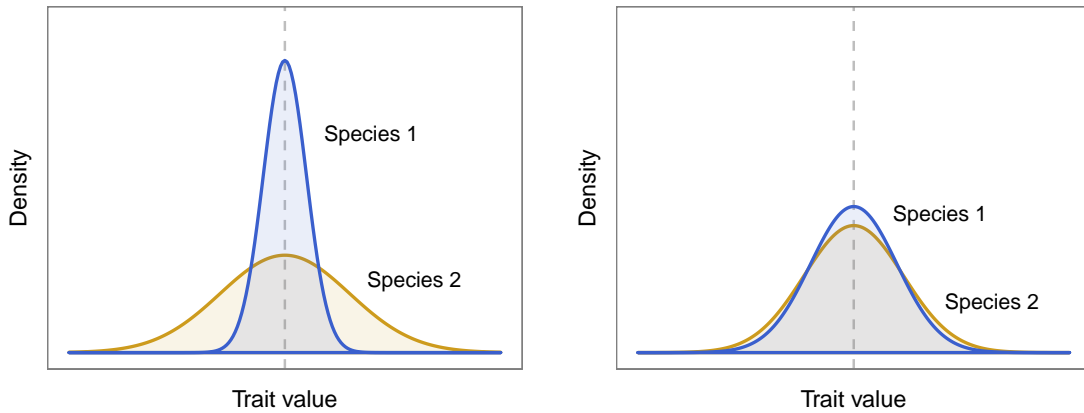 Density
Species 1
Species 2
Trait value
Density
Species 1
Species 2
Trait value